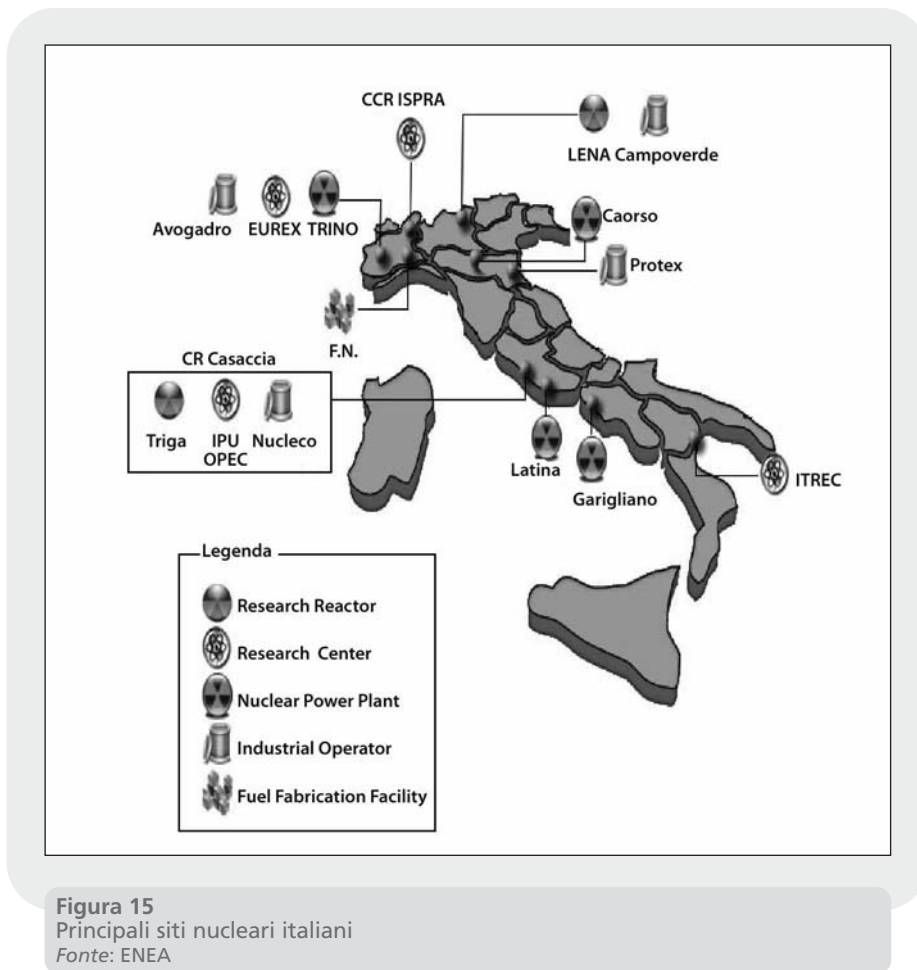 CCR ISPRA
LENA Campoverde
Avogadro EUREX TRINO
Caorso
Protex
F.N.
CR Casaccia
Triga IPU Nucleco
OPEC
Latina
Garigliano
ITREC
Legenda
Research Reactor
Research Center
Nuclear Power Plant
Industrial Operator
Fuel Fabrication Facility
Figura 15
Principali siti nucleari italiani
Fonte: ENEA